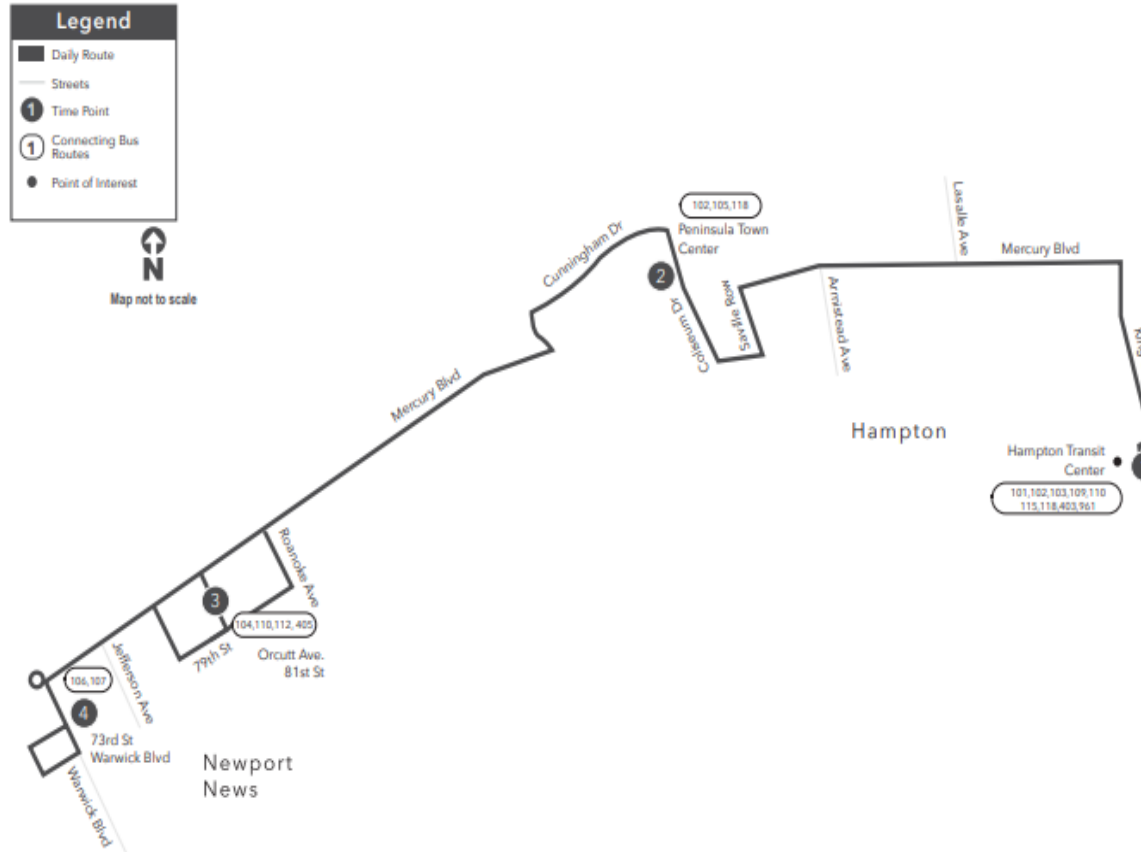 Legend
Daily Route
Streets
1
Time Point
1
Connecting Bus
Routes
Point of Interest
N
Map not to scale
102,105,118
Peninsula Town
Center
Cunningham Dr
2
Coliseum Dr
Saville Row
Lasalle Ave
Mercury Blvd
Armistead Ave
Mercury Blvd
Hampton
Hampton Transit
Center
101,102,103,109,110
115,118,403,961
Roanoke Ave
3
104,110,112, 405
79th St
Orcutt Ave.
81st St
Jefferson Ave
106,107
4
73rd St
Warwick Blvd
Warwick Blvd
Newport
News